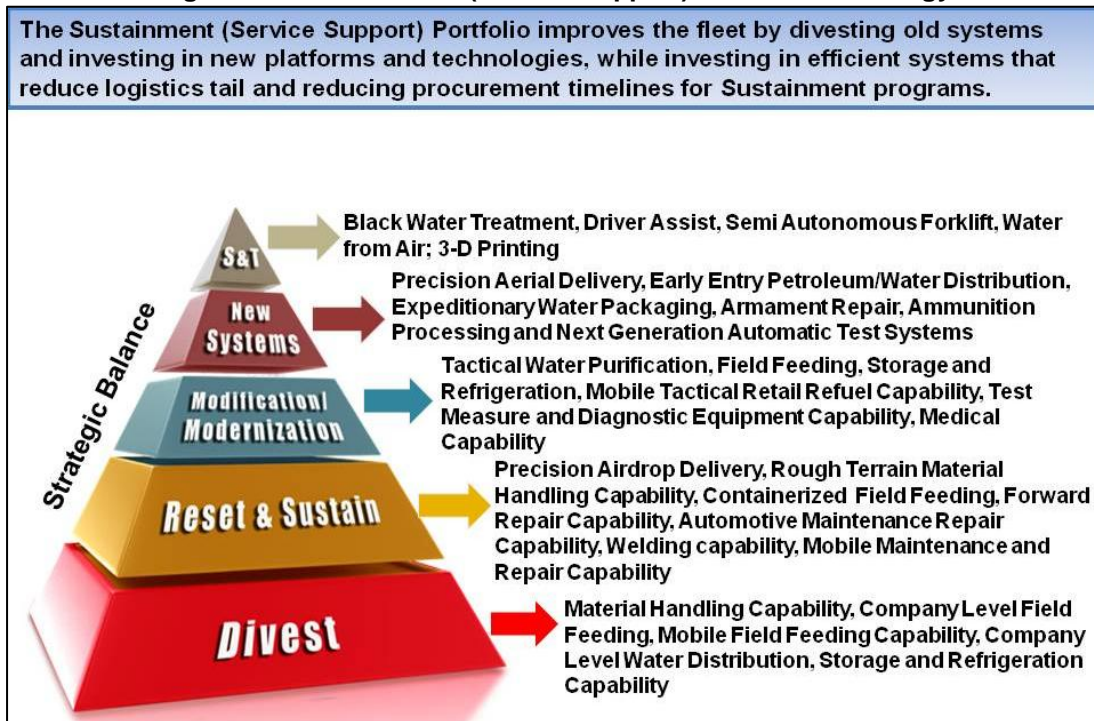 The Sustainment (Service Support) Portfolio improves the fleet by divesting old systems
and investing in new platforms and technologies, while investing in efficient systems that
reduce logistics tail and reducing procurement timelines for Sustainment programs.
Strategic Balance
S&T
Black Water Treatment, Driver Assist, Semi Autonomous Forklift, Water
from Air; 3-D Printing
New
Systems
Precision Aerial Delivery, Early Entry Petroleum/Water Distribution,
Expeditionary Water Packaging, Armament Repair, Ammunition
Processing and Next Generation Automatic Test Systems
Modification/
Modernization
Tactical Water Purification, Field Feeding, Storage and
Refrigeration, Mobile Tactical Retail Refuel Capability, Test
Measure and Diagnostic Equipment Capability, Medical
Capability
Reset & Sustain
Precision Airdrop Delivery, Rough Terrain Material
Handling Capability, Containerized Field Feeding, Forward
Repair Capability, Automotive Maintenance Repair
Capability, Welding capability, Mobile Maintenance and
Repair Capability
Divest
Material Handling Capability, Company Level Field
Feeding, Mobile Field Feeding Capability, Company
Level Water Distribution, Storage and Refrigeration
Capability